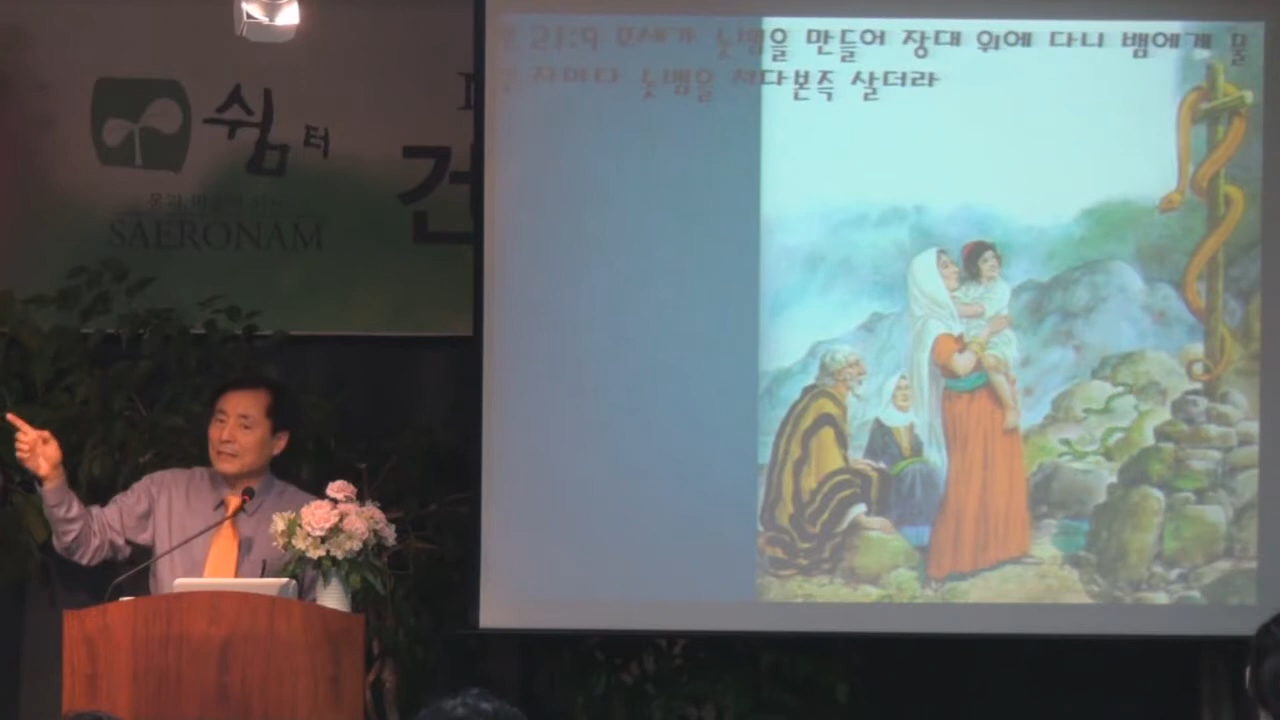 21:9 모세가 놋뱀을 만들어 장대 위에 다니 뱀에게 물
자마다 놋뱀을 쳐다본즉 살더라
쉼터
SAERONAM
건